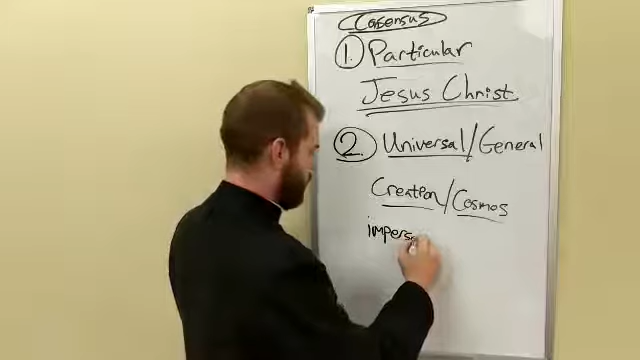 Consensus
1. Particular
Jesus Christ
2. Universal/General
Creation/Cosmos
impers